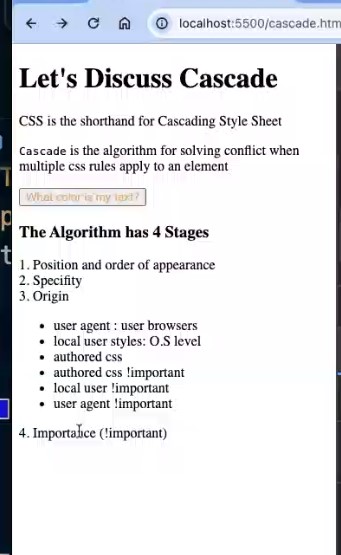 localhost:5500/cascade.htm
Let's Discuss Cascade
CSS is the shorthand for Cascading Style Sheet
Cascade is the algorithm for solving conflict when
multiple css rules apply to an element
What color is my text?
The Algorithm has 4 Stages
1. Position and order of appearance
2. Specifity
3. Origin
• user agent : user browsers
• local user styles: O.S level
• authored css
• authored css !important
• local user !important
• user agent !important
4. Importance (!important)